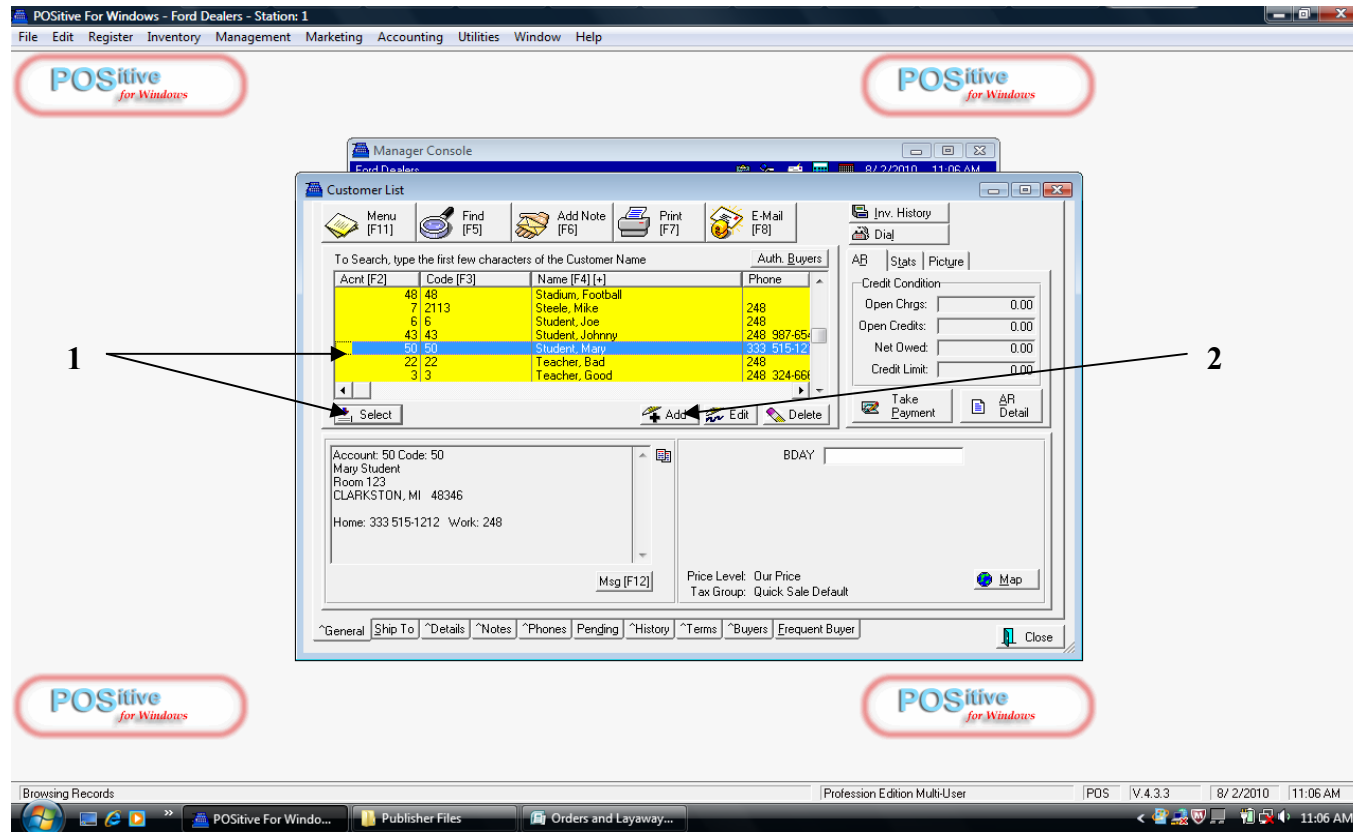 POSitive For Windows - Ford Dealers - Station: 1
File Edit Register Inventory Management Marketing Accounting Utilities Window Help
POSitive for Windows
POSitive for Windows
Manager Console
Ford Dealers 8/ 2/2010 11:06 AM
Customer List
Menu [F11] Find [F5] Add Note [F6] Print [F7] E-Mail [F8] Inv. History
Dial
To Search, type the first few characters of the Customer Name Auth. Buyers
AR Stats Picture
Acnt [F2] Code [F3] Name [F4] [+] Phone
48 48 Stadium, Football
7 2113 Steele, Mike 248
6 6 Student, Joe 248
43 43 Student, Johnny 248 987-654
50 50 Student, Mary 333 515-12
22 22 Teacher, Bad 248
3 3 Teacher, Good 248 324-666
Credit Condition
Open Chrgs: 0.00
Open Credits: 0.00
Net Owed: 0.00
Credit Limit: 0.00
1
2
Select Add Edit Delete
Take Payment AR Detail
Account: 50 Code: 50
Mary Student
Room 123
CLARKSTON, MI 48346
Home: 333 515-1212 Work: 248
Msg [F12]
BDAY
Price Level: Our Price
Tax Group: Quick Sale Default
Map
^General Ship To ^Details ^Notes ^Phones Pending ^History ^Terms ^Buyers Frequent Buyer
Close
POSitive for Windows
POSitive for Windows
Browsing Records Profession Edition Multi-User POS V.4.3.3 8/ 2/2010 11:06 AM
POSitive For Windo... Publisher Files Orders and Layaway... 11:06 AM